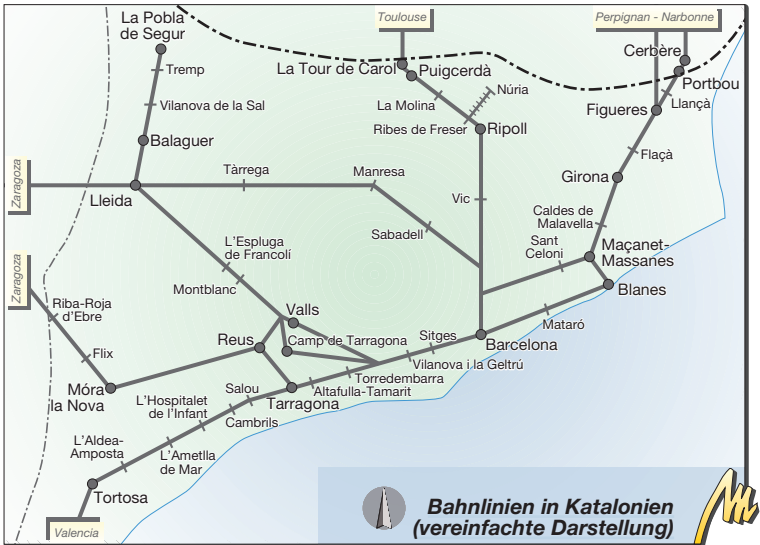 La Pobla
de Segur
Toulouse
Perpignan - Narbonne
Cerbère
Tremp
La Tour de Carol
Puigcerdà
Núria
Portbou
Llançà
Vilanova de la Sal
La Molina
Figueres
Ribes de Freser
Ripoll
Balaguer
Flaçà
Zaragoza
Tàrrega
Manresa
Girona
Lleida
Vic
Caldes de
Malavella
Sabadell
Sant
Celoni
Maçanet-
Massanes
L'Espluga
de Francolí
Zaragoza
Montblanc
Blanes
Riba-Roja
d'Ebre
Valls
Mataró
Reus
Camp de Tarragona
Sitges
Barcelona
Flix
Vilanova i la Geltrú
Torredembarra
Móra
la Nova
Salou
Altafulla-Tamarit
L'Hospitalet
de l'Infant
Tarragona
Cambrils
L'Aldea-
Amposta
L'Ametlla
de Mar
Tortosa
Valencia
Bahnlinien in Katalonien
(vereinfachte Darstellung)